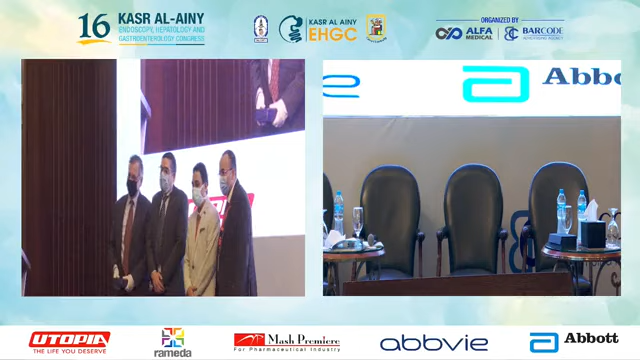 16
KASR AL-AINY
ENDOSCOPY, HEPATOLOGY AND
GASTROENTEROLOGY CONGRESS
KASR AL AINY
EHGC
ORGANIZED BY
ALFA
MEDICAL
BARCODE
Abbo
UTOPIA
THE LIFE YOU DESERVE
rameda
Mash Premiere
For Pharmaceutical Industry
abbvie
Abbott